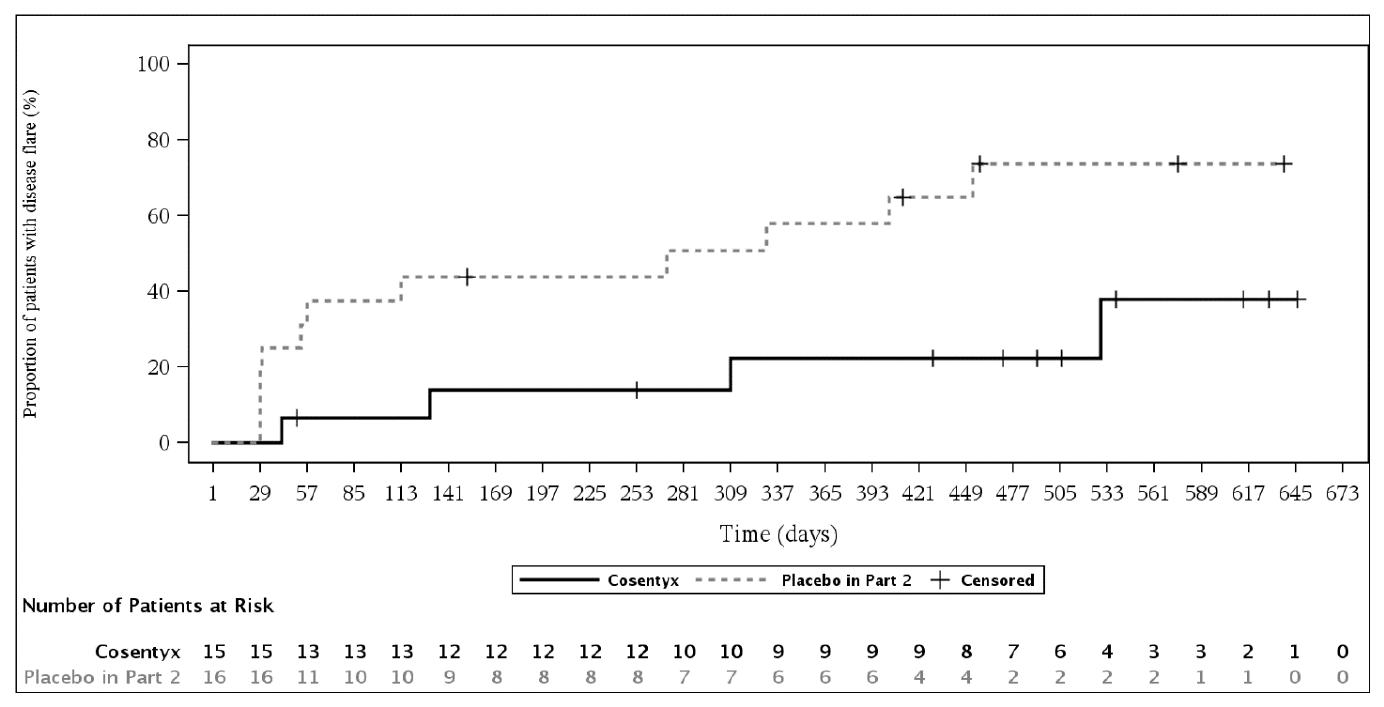 Proportion of patients with disease flare (%)
100
80
60
40
20
0
1 29 57 85 113 141 169 197 225 253 281 309 337 365 393 421 449 477 505 533 561 589 617 645 673
Time (days)
Cosentyx Placebo in Part 2 Censored
Number of Patients at Risk
Cosentyx 15 15 13 13 13 12 12 12 12 12 10 10 9 9 9 9 8 7 6 4 3 3 2 1 0
Placebo in Part 2 16 16 11 10 10 9 8 8 8 8 7 7 6 6 6 4 4 2 2 2 2 1 1 0 0